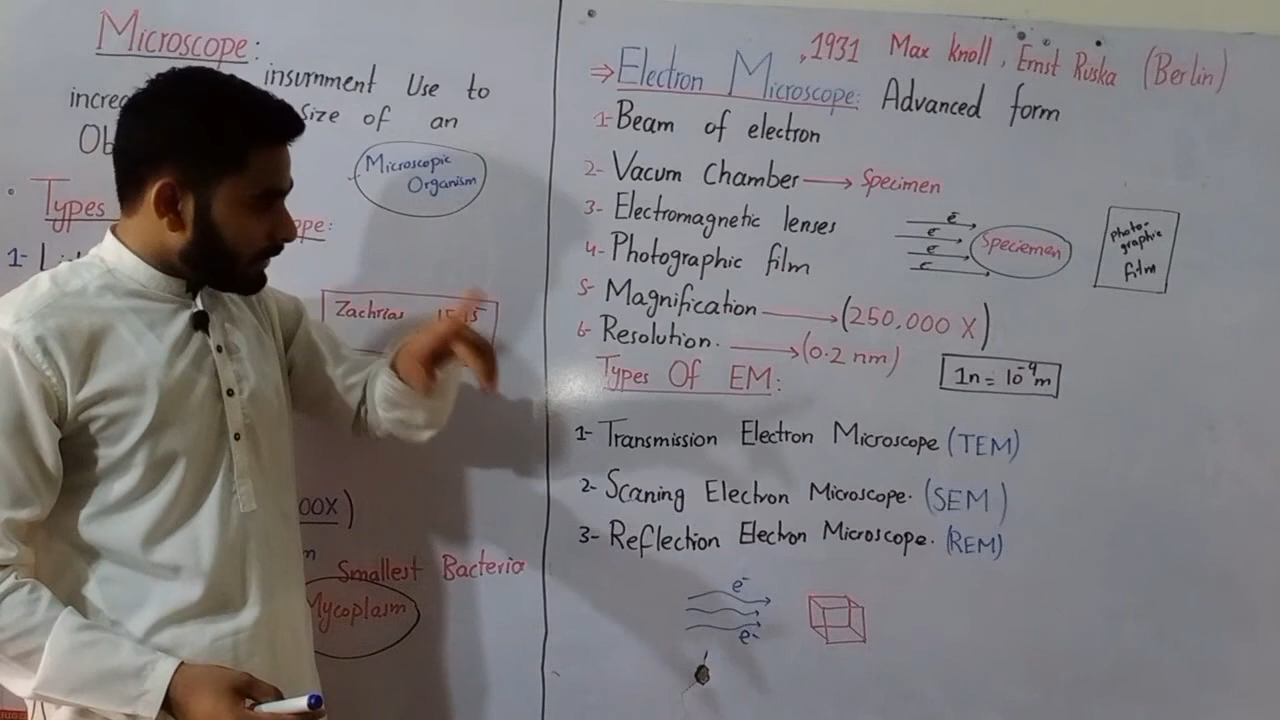 Microscope:
insurnment Use to
increa Size of an
Ob
Microscopic
Organism
Types ope:
1-
Zachrias
00X)
m Smallest Bacteria
Mycoplasm
,1931 Max Knoll, Ernst Ruska (Berlin)
⇒Electron Microscope: Advanced form
1-Beam of electron
2- Vacum Chamber → Specimen
3- Electromagnetic lenses
4- Photographic film
5- Magnification → (250.000 X)
6- Resolution. → (0.2 nm)
1n = 10⁻⁹m
e⁻
e⁻
e⁻
e⁻
Speciemen
Photo-
graphic
film
Types Of EM:
1- Transmission Electron Microscope (TEM)
2- Scaning Electron Microscope. (SEM)
3- Reflection Electron Microscope. (REM)
e⁻
e⁻